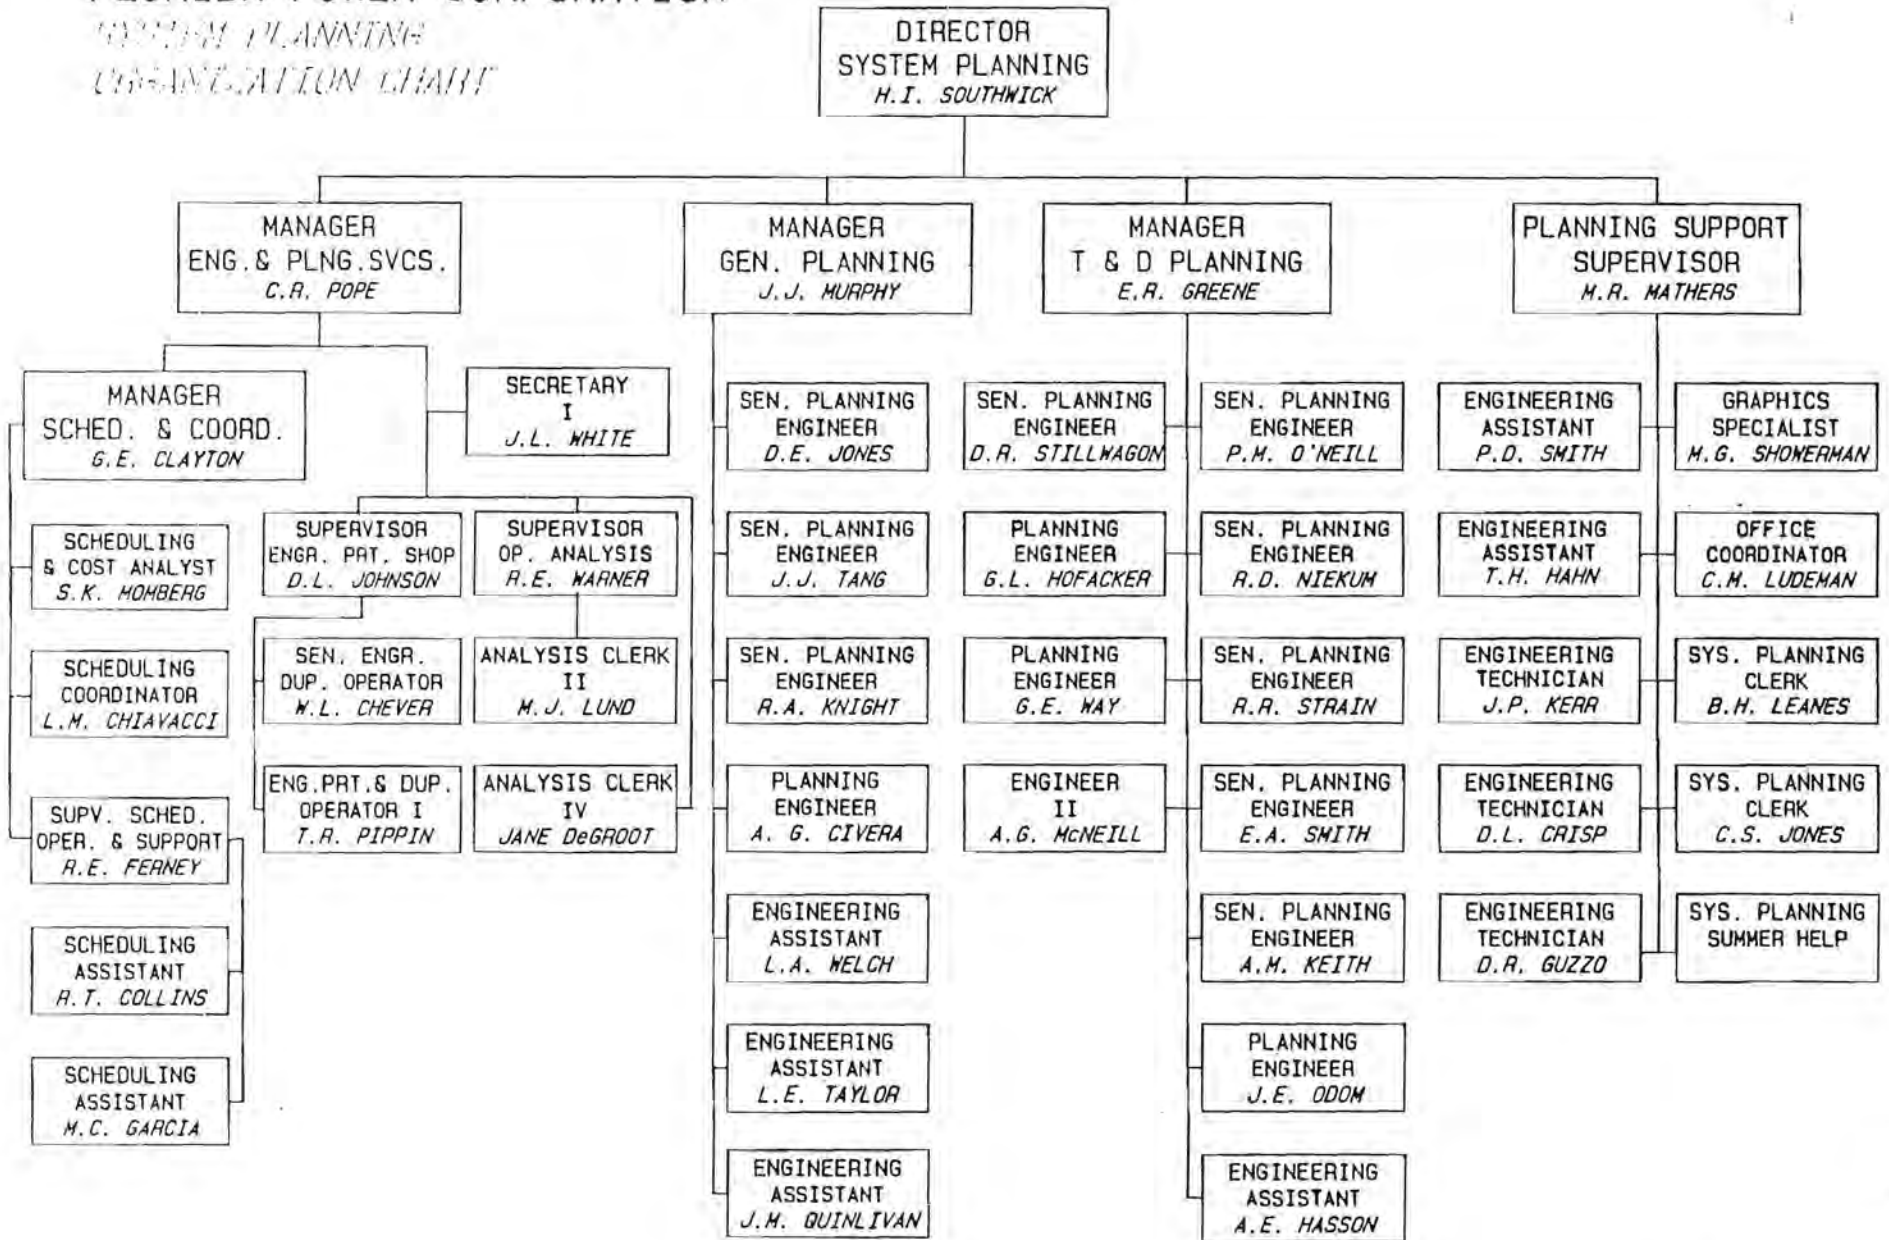 POWER CORPORATION
SYSTEM PLANNING
ORGANIZATION CHART
DIRECTOR
SYSTEM PLANNING
H.I. SOUTHWICK
MANAGER
ENG.& PLNG.SVCS.
C.R. POPE
MANAGER
GEN. PLANNING
J.J. MURPHY
MANAGER
T & D PLANNING
E.R. GREENE
PLANNING SUPPORT
SUPERVISOR
M.R. MATHERS
MANAGER
SCHED. & COORD.
G.E. CLAYTON
SECRETARY
I
J.L. WHITE
SCHEDULING
& COST ANALYST
S.K. MOMBERG
SCHEDULING
COORDINATOR
L.M. CHIAVACCI
SUPV. SCHED.
OPER. & SUPPORT
R.E. FERNEY
SCHEDULING
ASSISTANT
R.T. COLLINS
SCHEDULING
ASSISTANT
M.C. GARCIA
SUPERVISOR
ENGR. PRT. SHOP
D.L. JOHNSON
SEN. ENGR.
DUP. OPERATOR
W.L. CHEVER
ENG.PRT.& DUP.
OPERATOR I
T.R. PIPPIN
SUPERVISOR
OP. ANALYSIS
R.E. WARNER
ANALYSIS CLERK
II
M.J. LUND
ANALYSIS CLERK
IV
JANE DeGROOT
SEN. PLANNING
ENGINEER
D.E. JONES
SEN. PLANNING
ENGINEER
J.J. TANG
SEN. PLANNING
ENGINEER
R.A. KNIGHT
PLANNING
ENGINEER
A. G. CIVERA
ENGINEERING
ASSISTANT
L.A. WELCH
ENGINEERING
ASSISTANT
L.E. TAYLOR
ENGINEERING
ASSISTANT
J.M. QUINLIVAN
SEN. PLANNING
ENGINEER
D.R. STILLWAGON
PLANNING
ENGINEER
G.L. HOFACKER
PLANNING
ENGINEER
G.E. WAY
ENGINEER
II
A.G. McNEILL
SEN. PLANNING
ENGINEER
P.M. O'NEILL
SEN. PLANNING
ENGINEER
R.D. NIEKUM
SEN. PLANNING
ENGINEER
R.R. STRAIN
SEN. PLANNING
ENGINEER
E.A. SMITH
SEN. PLANNING
ENGINEER
A.M. KEITH
PLANNING
ENGINEER
J.E. ODOM
ENGINEERING
ASSISTANT
A.E. HASSON
ENGINEERING
ASSISTANT
P.D. SMITH
ENGINEERING
ASSISTANT
T.H. HAHN
ENGINEERING
TECHNICIAN
J.P. KERR
ENGINEERING
TECHNICIAN
D.L. CRISP
ENGINEERING
TECHNICIAN
D.R. GUZZO
GRAPHICS
SPECIALIST
M.G. SHOWERMAN
OFFICE
COORDINATOR
C.M. LUDEMAN
SYS. PLANNING
CLERK
B.H. LEANES
SYS. PLANNING
CLERK
C.S. JONES
SYS. PLANNING
SUMMER HELP